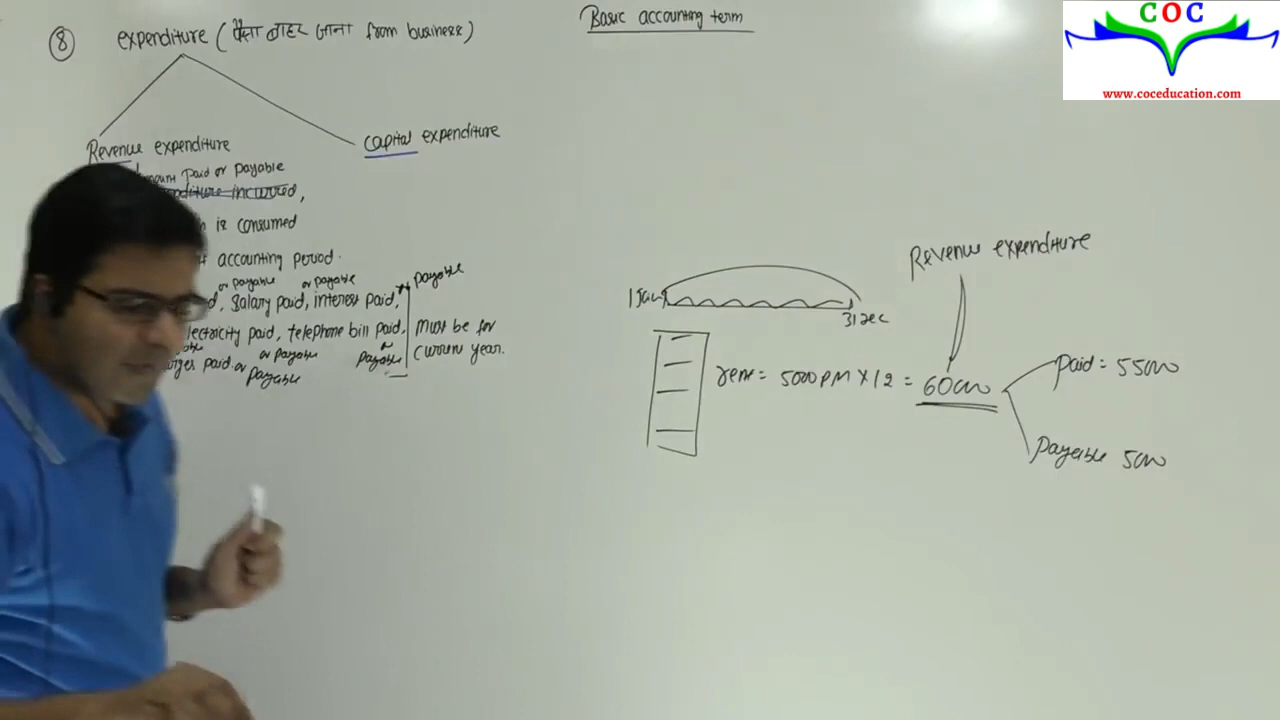 Basic accounting term
COC
www.coceducation.com
⑧ expenditure (पैसा बाहर जाना from business)
Revenue expenditure
capital expenditure
paid or payable
incurred,
is consumed
accounting period.
or payable or payable or payable
salary paid, interest paid,
electricity paid, telephone bill paid,
must be for
current year.
paid or or payable payable
payable
1 Jan
31 Dec
Revenue expenditure
rent = 5000 PM X 12 = 60000
paid = 55000
payable 5000